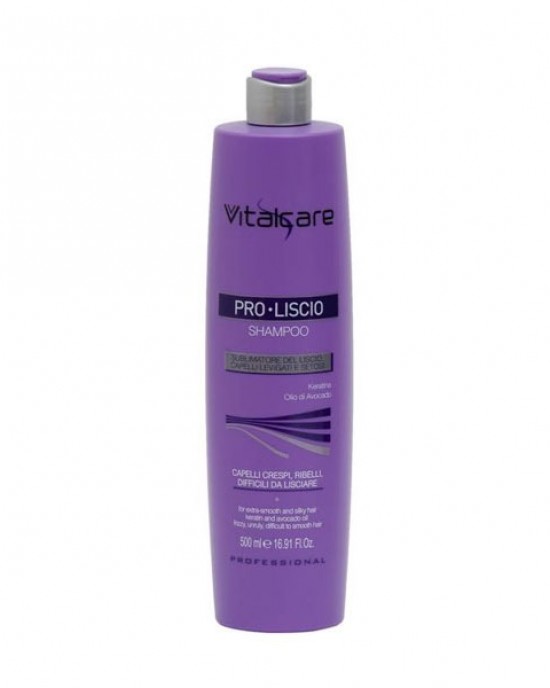 Vitalcare
PRO•LISCIO
SHAMPOO
SUBLIMATORE DEL LISCIO,
CAPELLI LEVIGATI E SETOSI
Keratina
Olio di Avocado
CAPELLI CRESPI, RIBELLI,
DIFFICILI DA LISCIARE
for extra-smooth and silky hair
keratin and avocado oil
frizzy, unruly, difficult to smooth hair
500 ml e 16.91 Fl.Oz.
PROFESSIONAL